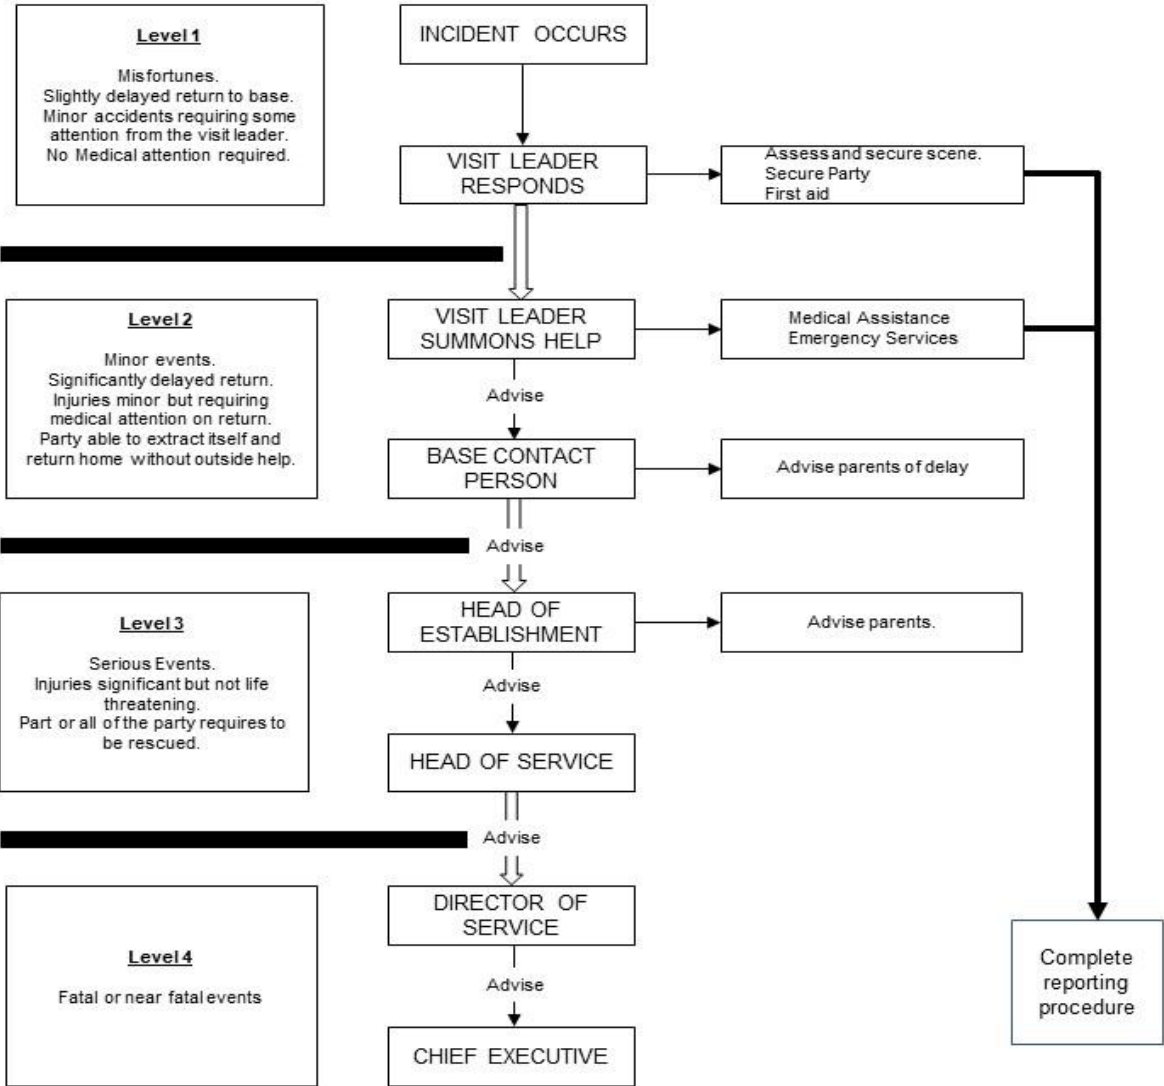 Level 1
Misfortunes.
Slightly delayed return to base.
Minor accidents requiring some
attention from the visit leader.
No Medical attention required.
INCIDENT OCCURS
VISIT LEADER
RESPONDS
Assess and secure scene.
Secure Party
First aid
Level 2
Minor events.
Significantly delayed return.
Injuries minor but requiring
medical attention on return.
Party able to extract itself and
return home without outside help.
VISIT LEADER
SUMMONS HELP
Medical Assistance
Emergency Services
Advise
BASE CONTACT
PERSON
Advise parents of delay
Advise
Level 3
Serious Events.
Injuries significant but not life
threatening.
Part or all of the party requires to
be rescued.
HEAD OF
ESTABLISHMENT
Advise parents.
Advise
HEAD OF SERVICE
Advise
Level 4
Fatal or near fatal events
DIRECTOR OF
SERVICE
Advise
CHIEF EXECUTIVE
Complete
reporting
procedure